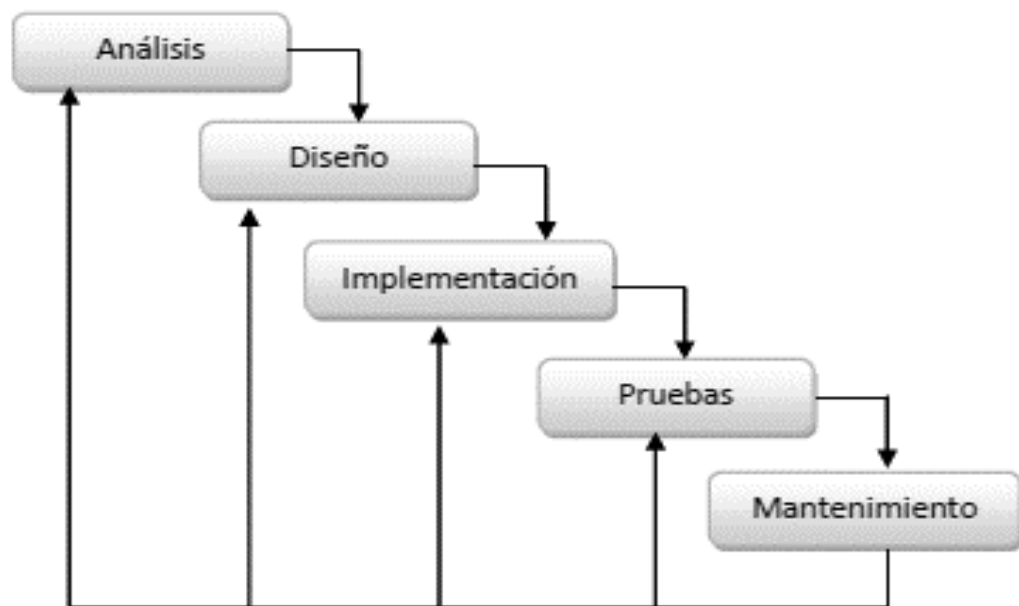 Análisis
Diseño
Implementación
Pruebas
Mantenimiento